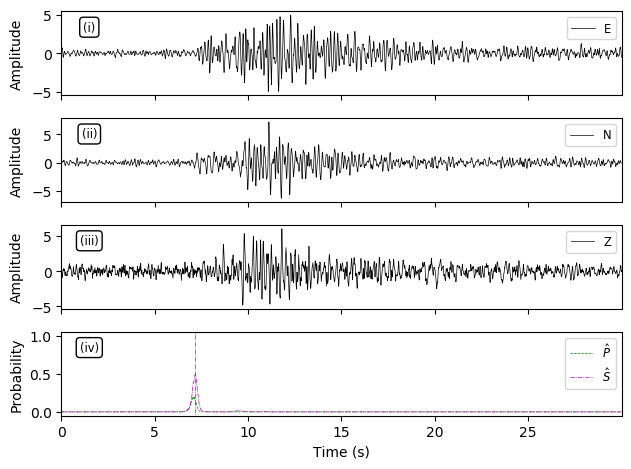 5
0
−5
Amplitude
(i)
E
5
0
−5
Amplitude
(ii)
N
5
0
−5
Amplitude
(iii)
Z
1.0
0.5
0.0
Probability
(iv)
P̂
Ŝ
0 5 10 15 20 25
Time (s)